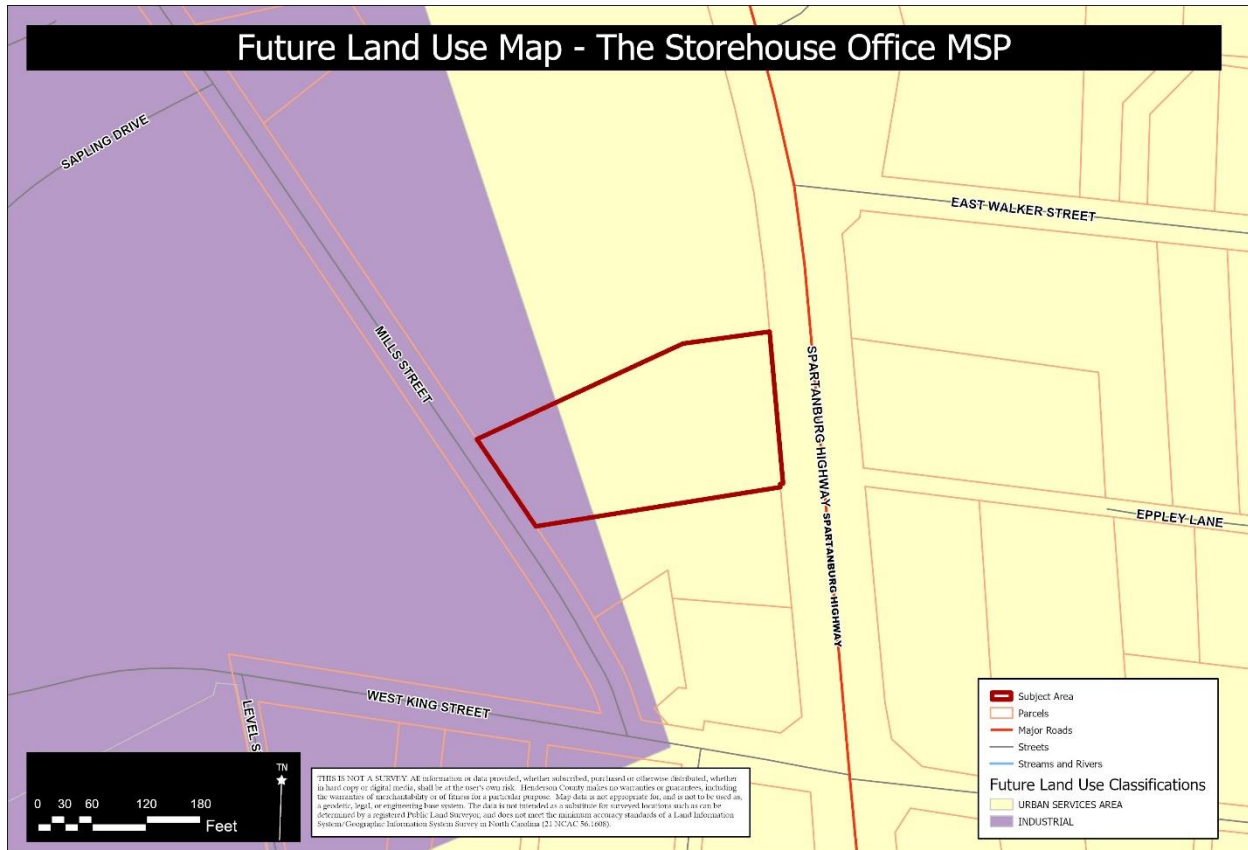 Future Land Use Map - The Storehouse Office MSP
SAPLING DRIVE
EAST WALKER STREET
MILLS STREET
SPARTANBURG HIGHWAY
SPARTANBURG HIGHWAY
EPPLEY LANE
WEST KING STREET
LEVEL S
Subject Area
Parcels
Major Roads
Streets
Streams and Rivers
Future Land Use Classifications
URBAN SERVICES AREA
INDUSTRIAL
TN
0 30 60 120 180
Feet
THIS IS NOT A SURVEY. All information or data provided, whether subscribed, purchased or otherwise distributed, whether
in hard copy or digital media, shall be at the user's own risk. Henderson County makes no warranties or guarantees, including
the warranties of merchantability or of fitness for a particular purpose. Map data is not appropriate for, and is not to be used as,
a geodetic, legal, or engineering base system. The data is not intended as a substitute for surveyed locations such as can be
determined by a registered Public Land Surveyor, and does not meet the minimum accuracy standards of a Land Information
System/Geographic Information System Survey in North Carolina (21 NCAC 56.1608).